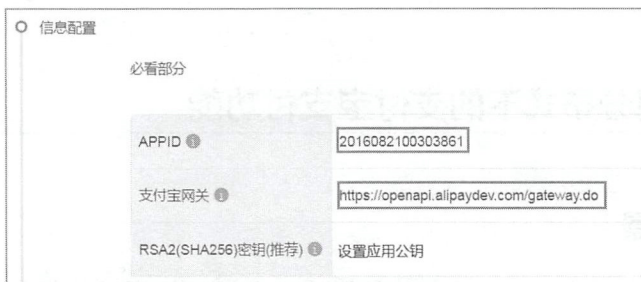 信息配置
必看部分
APPID
2016082100303861
支付宝网关
https://openapi.alipaydev.com/gateway.do
RSA2(SHA256)密钥(推荐)
设置应用公钥